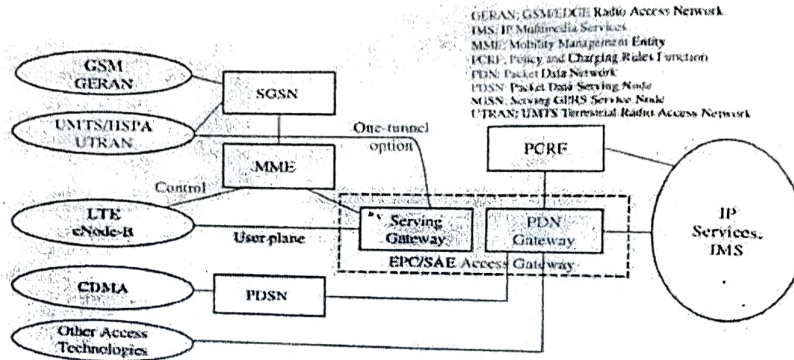 GERAN; GSM/EDGE Radio Access Network
IMS; IP Multimedia Services
MME; Mobility Management Entity
PCRF; Policy and Charging Rules Function
PDN; Packet Data Network
PDSN; Packet Data Serving Node
SGSN; Serving GPRS Service Node
UTRAN; UMTS Terrestrial Radio Access Network
GSM
GERAN
SGSN
UMTS/HSPA
UTRAN
One-tunnel
option
PCRF
MME
Control
LTE
eNode-B
User-plane
Serving
Gateway
PDN
Gateway
IP
Services,
IMS
EPC/SAE Access Gateway
CDMA
PDSN
Other Access
Technologies